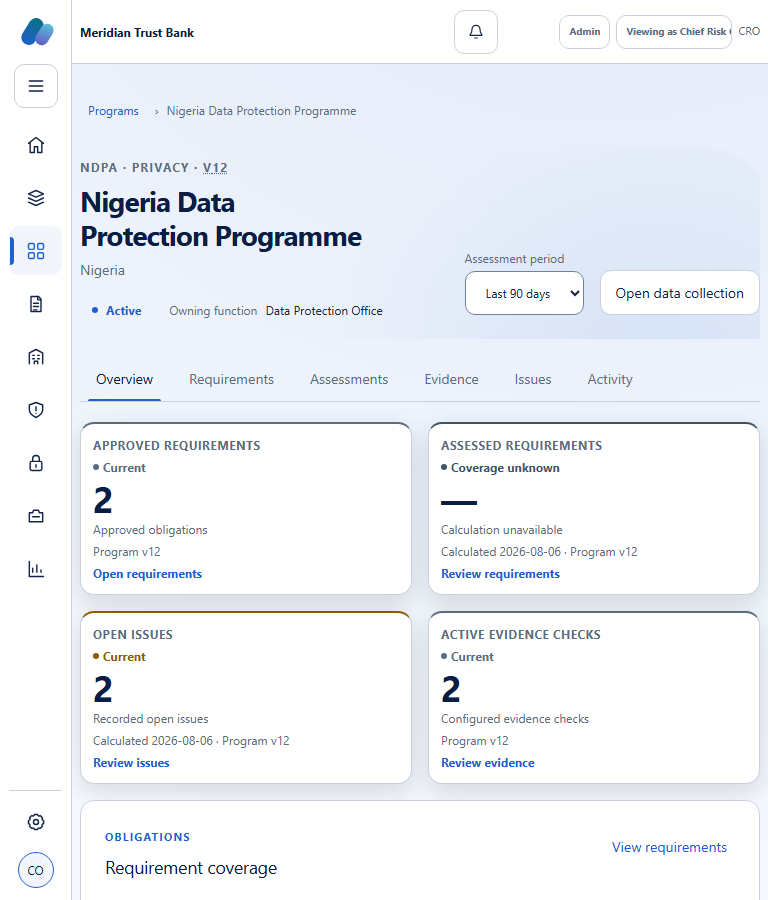 Meridian Trust Bank
Admin
Viewing as Chief Risk
CRO
Programs › Nigeria Data Protection Programme
NDPA · PRIVACY · V12
Nigeria Data
Protection Programme
Nigeria
Active
Owning function Data Protection Office
Assessment period
Last 90 days
Open data collection
Overview
Requirements
Assessments
Evidence
Issues
Activity
APPROVED REQUIREMENTS
Current
2
Approved obligations
Program v12
Open requirements
ASSESSED REQUIREMENTS
Coverage unknown
—
Calculation unavailable
Calculated 2026-08-06 · Program v12
Review requirements
OPEN ISSUES
Current
2
Recorded open issues
Calculated 2026-08-06 · Program v12
Review issues
ACTIVE EVIDENCE CHECKS
Current
2
Configured evidence checks
Program v12
Review evidence
OBLIGATIONS
Requirement coverage
View requirements
CO